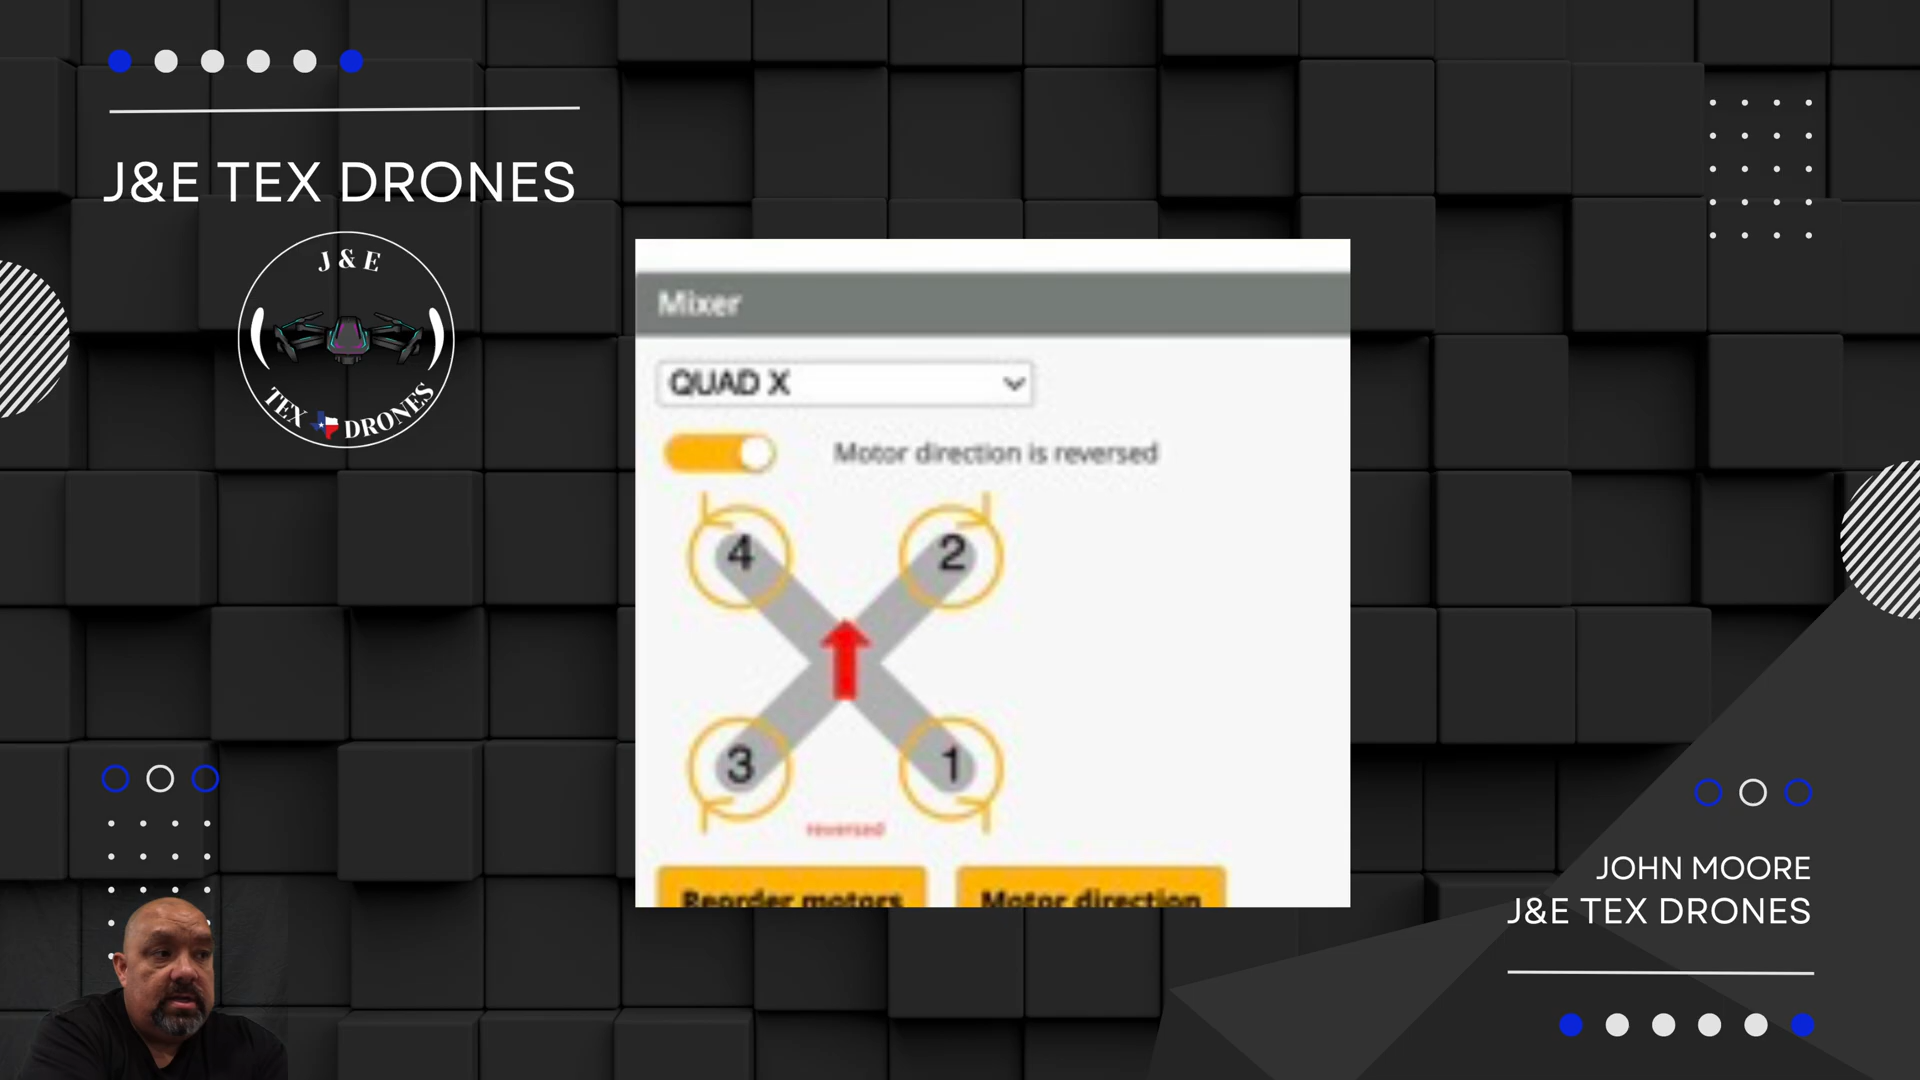 J&E TEX DRONES
J & E
TEX DRONES
Mixer
QUAD X
Motor direction is reversed
4
2
3
1
reversed
Reorder motors
Motor direction
JOHN MOORE
J&E TEX DRONES